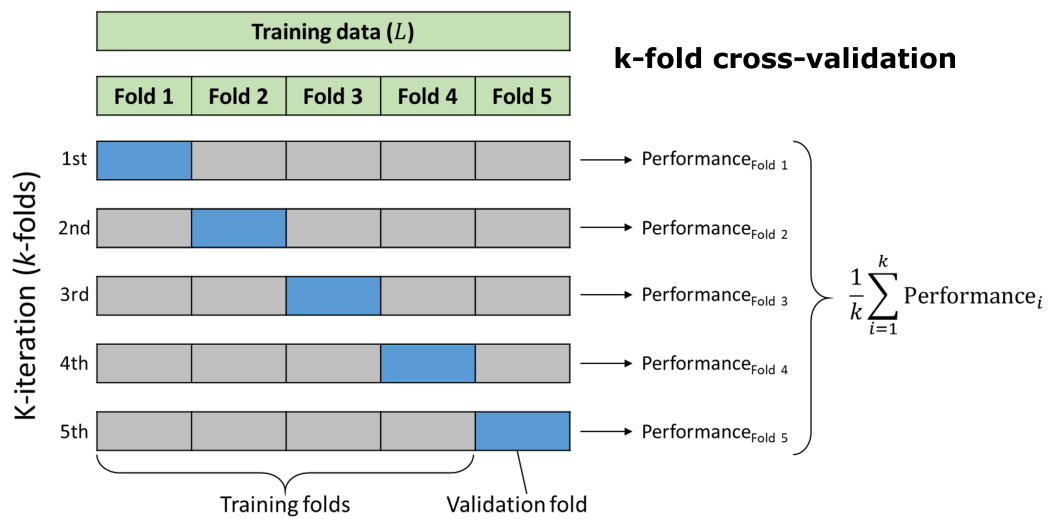 Training data (L)
k-fold cross-validation
Fold 1 Fold 2 Fold 3 Fold 4 Fold 5
K-iteration (k-folds)
1st Performance_Fold 1
2nd Performance_Fold 2
3rd Performance_Fold 3
4th Performance_Fold 4
5th Performance_Fold 5
1/k ∑_{i=1}^{k} Performance_i
Training folds Validation fold